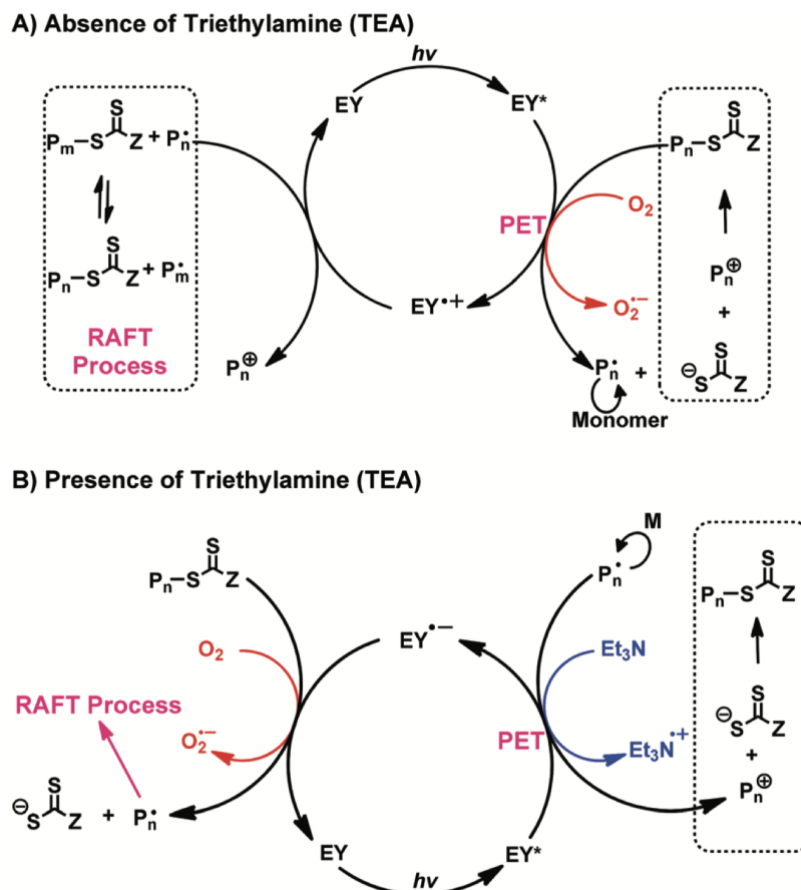 A) Absence of Triethylamine (TEA)
hv
EY
EY*
S
Pm–S Z + Pn•
S
Pn–S Z + Pm•
RAFT
Process
Pn⊕
EY•+
PET
O2
O2•−
Pn• +
Monomer
S
Pn–S Z
Pn⊕
+
S
⊖S Z
B) Presence of Triethylamine (TEA)
S
Pn–S Z
O2
RAFT Process
O2•−
S
⊖S Z + Pn•
EY•−
PET
EY
hv
EY*
M
Pn•
Et3N
Et3N•+
S
Pn–S Z
S
⊖S Z
+
Pn⊕